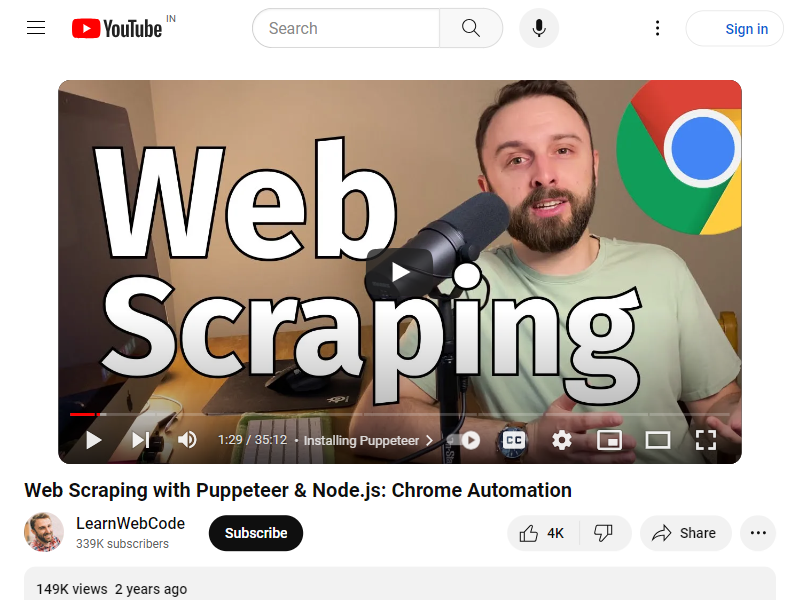 YouTube IN
Search
Sign in
Web
Scraping
1:29 / 35:12 • Installing Puppeteer
CC
Web Scraping with Puppeteer & Node.js: Chrome Automation
LearnWebCode
339K subscribers
Subscribe
4K
Share
149K views 2 years ago